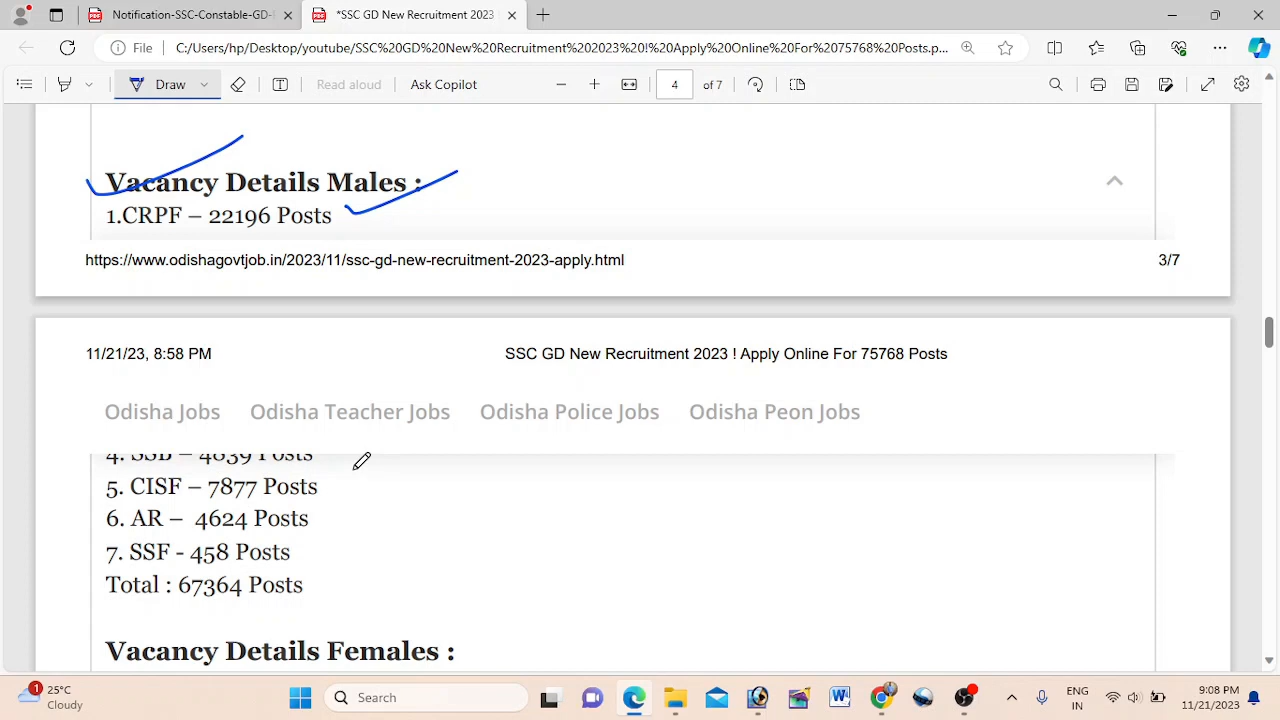 Notification-SSC-Constable-GD-
*SSC GD New Recruitment 2023
File
C:/Users/hp/Desktop/youtube/SSC%20GD%20New%20Recruitment%202023%20!%20Apply%20Online%20For%2075768%20Posts.p...
Draw
Read aloud
Ask Copilot
4
of 7
Vacancy Details Males :
1.CRPF – 22196 Posts
https://www.odishagovtjob.in/2023/11/ssc-gd-new-recruitment-2023-apply.html
3/7
11/21/23, 8:58 PM
SSC GD New Recruitment 2023 ! Apply Online For 75768 Posts
Odisha Jobs
Odisha Teacher Jobs
Odisha Police Jobs
Odisha Peon Jobs
4. SSB – 4839 Posts
5. CISF – 7877 Posts
6. AR – 4624 Posts
7. SSF - 458 Posts
Total : 67364 Posts
Vacancy Details Females :
1
25°C
Cloudy
Search
ENG
IN
9:08 PM
11/21/2023